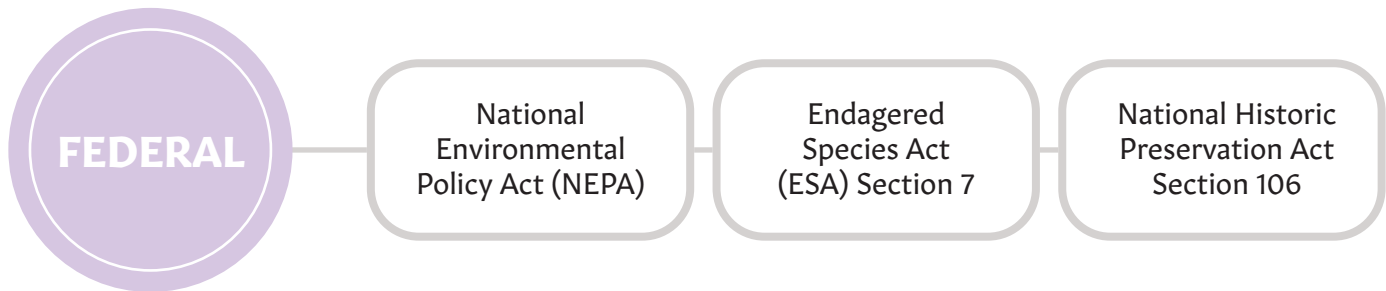 FEDERAL
National
Environmental
Policy Act (NEPA)
Endagered
Species Act
(ESA) Section 7
National Historic
Preservation Act
Section 106